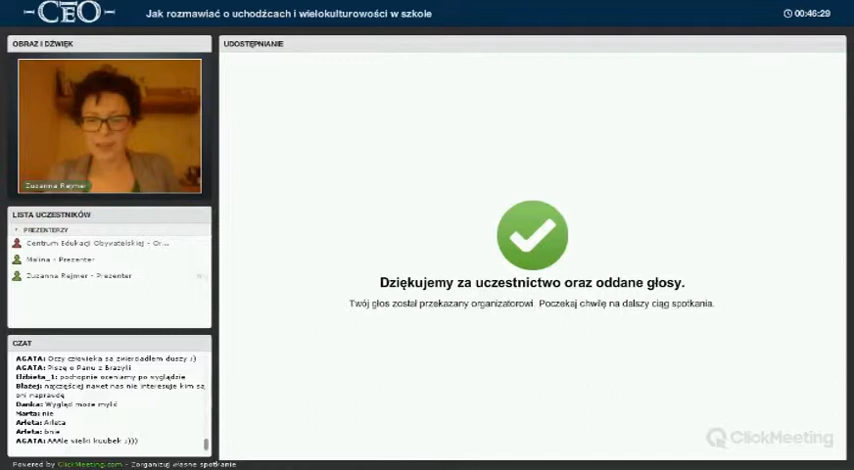 CEO
Jak rozmawiać o uchodźcach i wielokulturowości w szkole
00:46:29
OBRAZ I DŹWIĘK
Zuzanna Rejmer
LISTA UCZESTNIKÓW
PREZENTERZY
Centrum Edukacji Obywatelskiej - Or...
Malina - Prezenter
Zuzanna Rejmer - Prezenter
CZAT
AGATA: Oczy człowieka są zwierciadłem duszy :)
AGATA: Piszę o Panu z Brazylii
Elżbieta_1: pochopnie oceniamy po wyglądzie
Błażej: najczęściej nawet nas nie interesuje kim są
oni naprawdę
Danka: Wygląd może mylić
Marta: nie
Arleta: Arleta
Arleta: bnie
AGATA: AAAle wielki kuubek :)))
UDOSTĘPNIANIE
Dziękujemy za uczestnictwo oraz oddane głosy.
Twój głos został przekazany organizatorowi. Poczekaj chwilę na dalszy ciąg spotkania.
ClickMeeting
Powered by ClickMeeting.com - Zorganizuj własne spotkanie